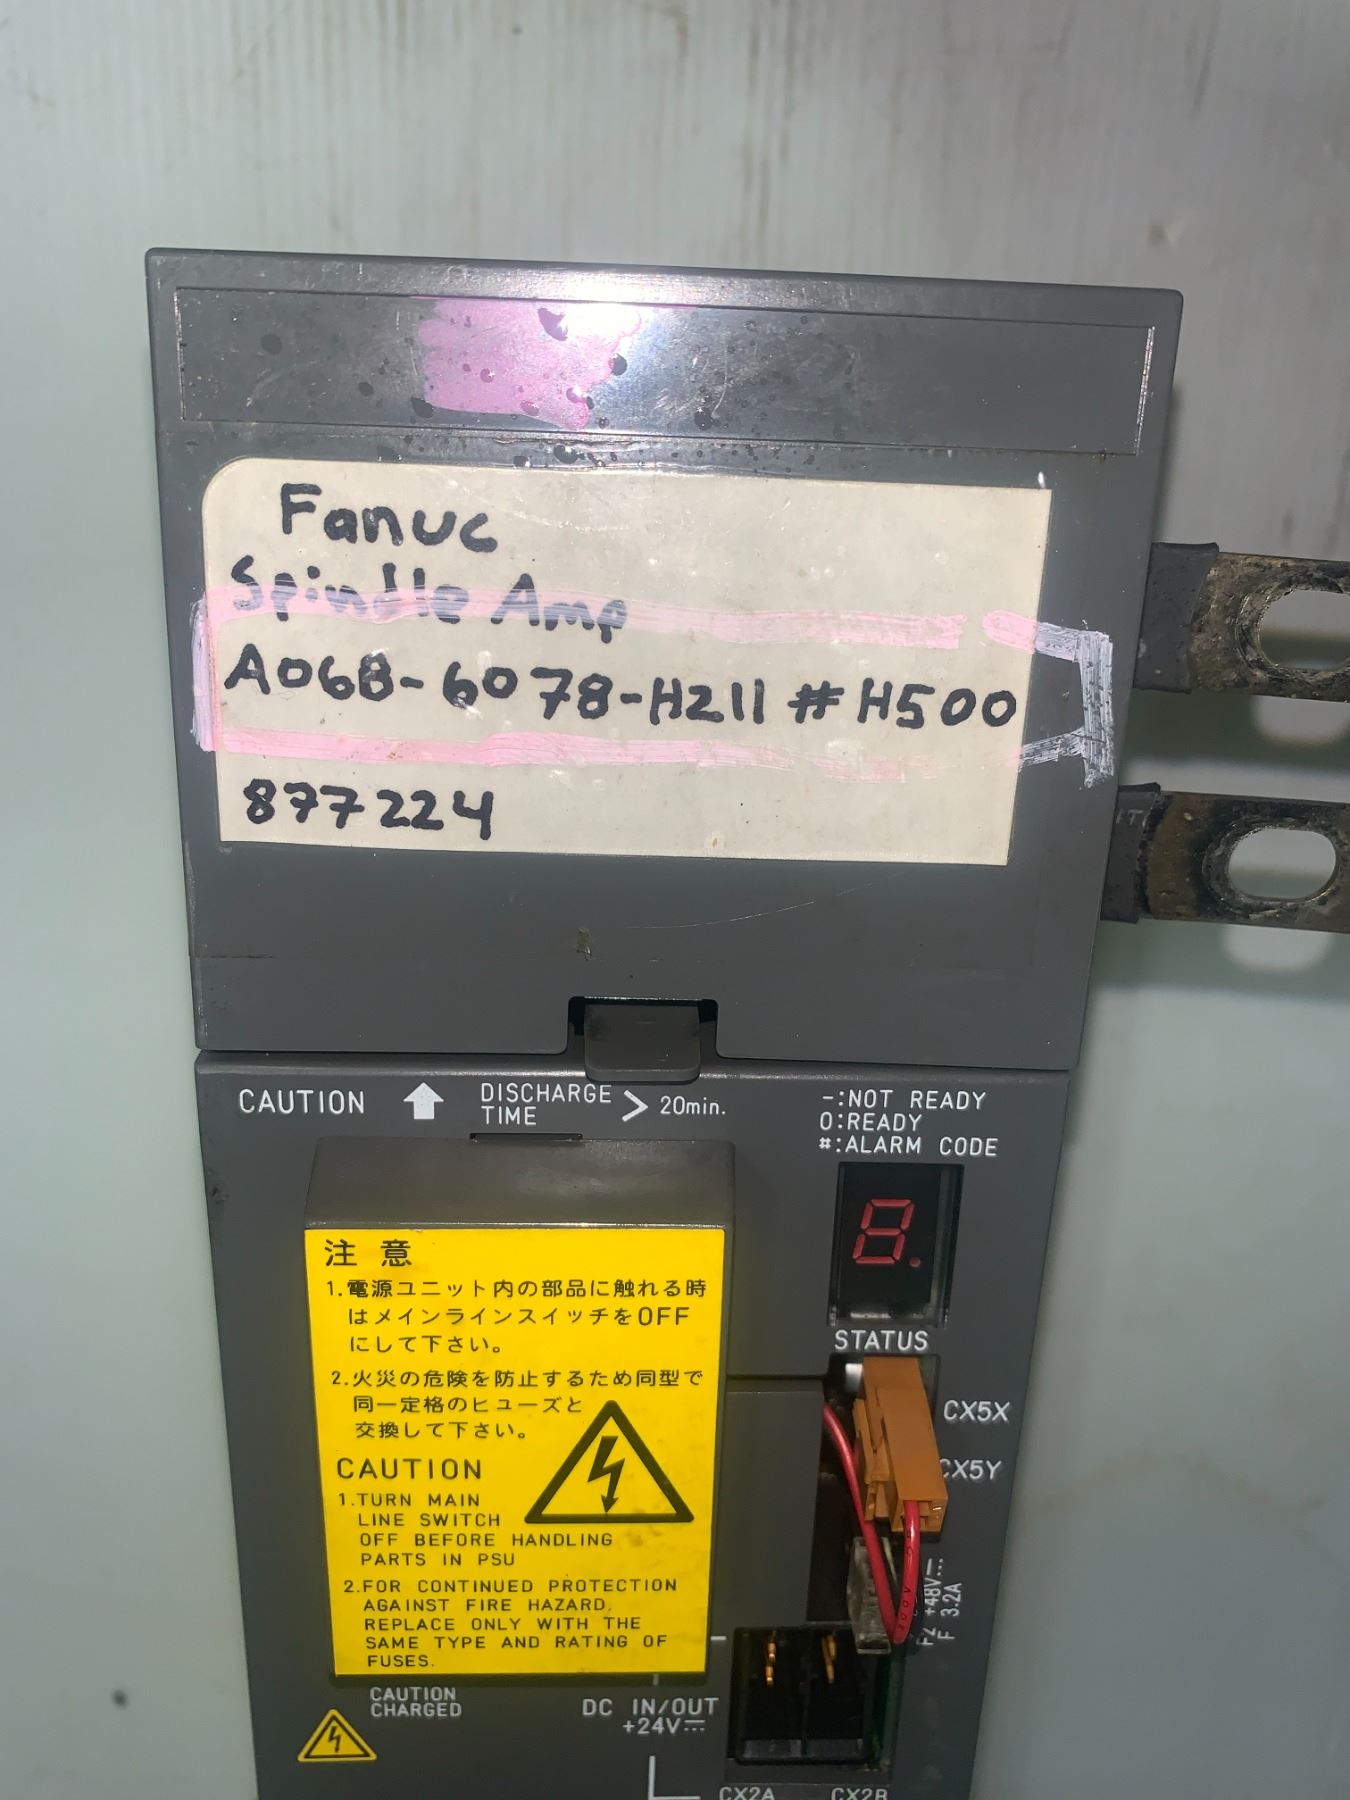 Fanuc
Spindle Amp
A06B-6078-H211 # H500
877224
CAUTION
DISCHARGE TIME > 20min.
-:NOT READY
0:READY
#:ALARM CODE
8.
STATUS
注意
1.電源ユニット内の部品に触れる時
はメインラインスイッチをOFF
にして下さい。
2.火災の危険を防止するため同型で
同一定格のヒューズと
交換して下さい。
CAUTION
1.TURN MAIN
LINE SWITCH
OFF BEFORE HANDLING
PARTS IN PSU
2.FOR CONTINUED PROTECTION
AGAINST FIRE HAZARD.
REPLACE ONLY WITH THE
SAME TYPE AND RATING OF
FUSES.
CX5X
CX5Y
F2 +48V
F 3.2A
CAUTION
CHARGED
DC IN/OUT
+24V
CX2A CX2B